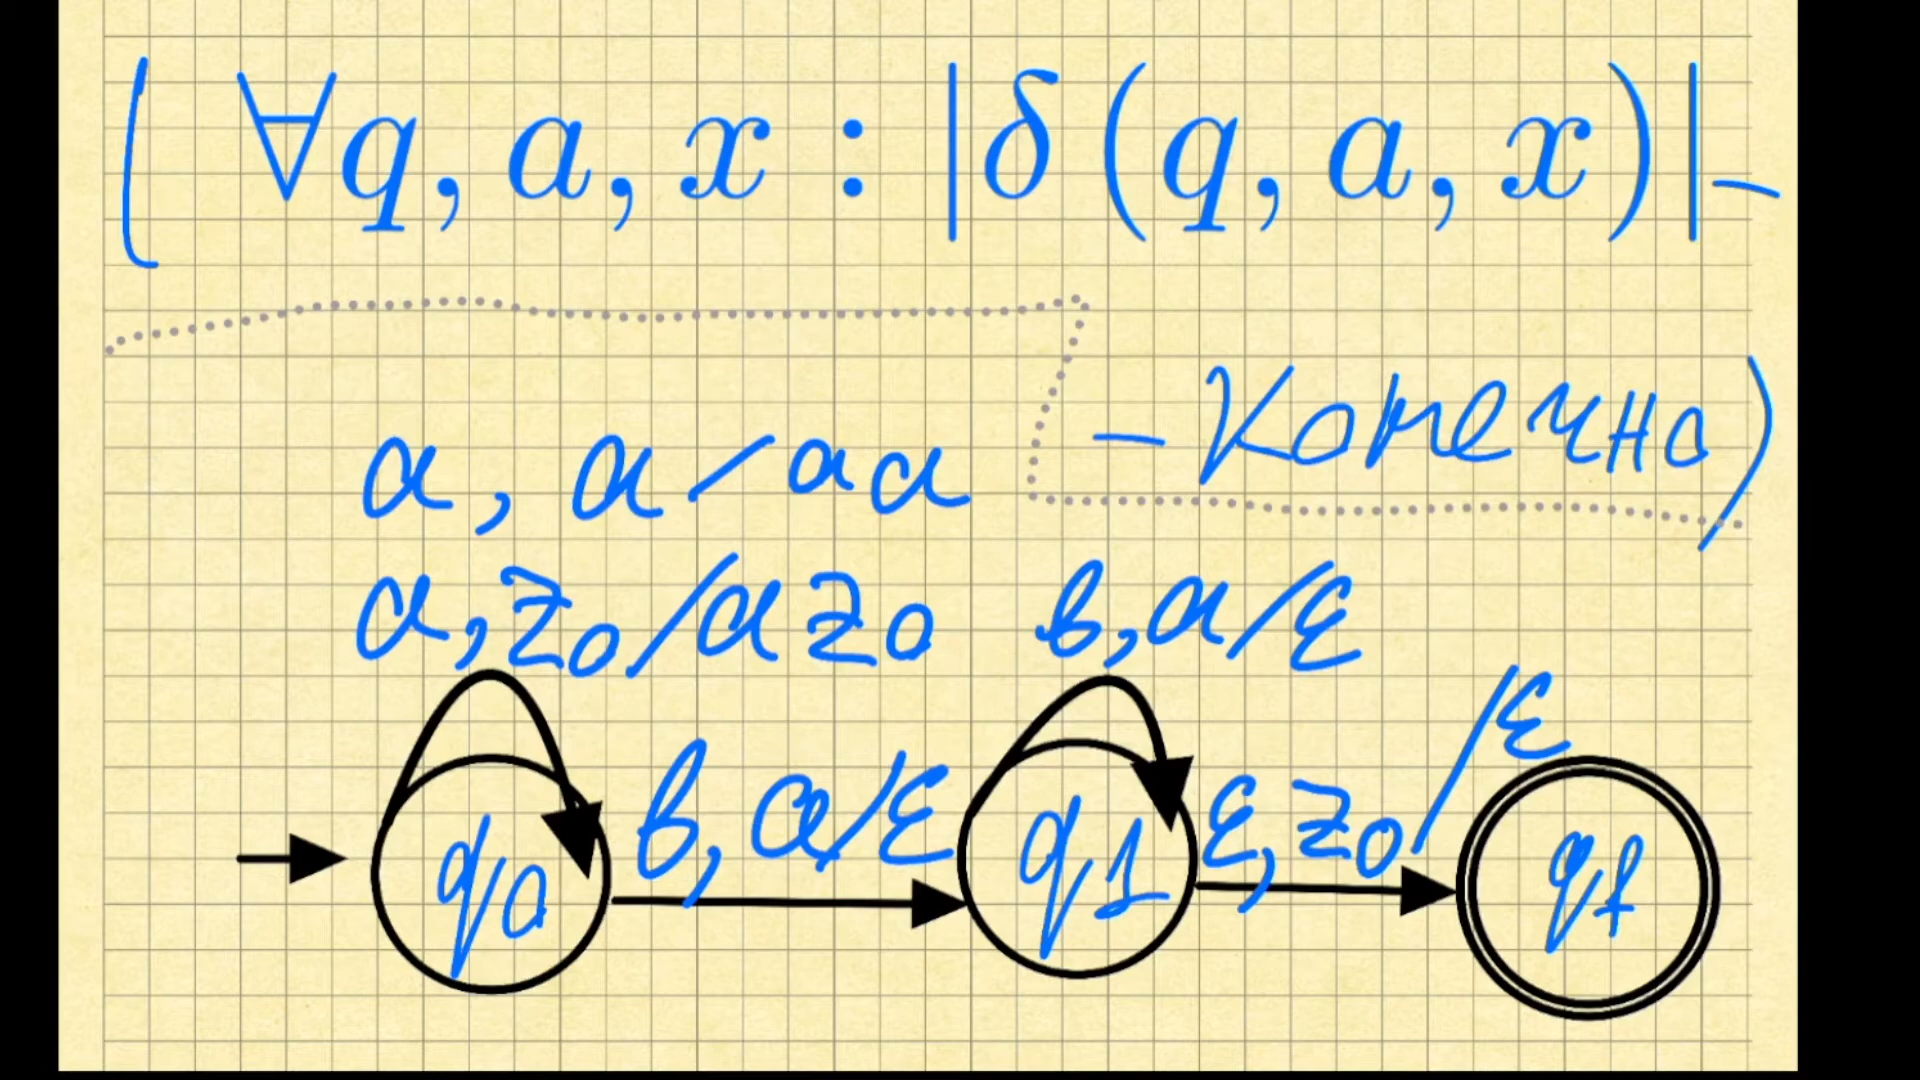 ( ∀q, a, x : |δ(q, a, x)| –
– конечно)
a, a/aa
a, z₀/az₀
b, a/ε
b, a/ε
ε, z₀/ε
q₀
q₁
qf